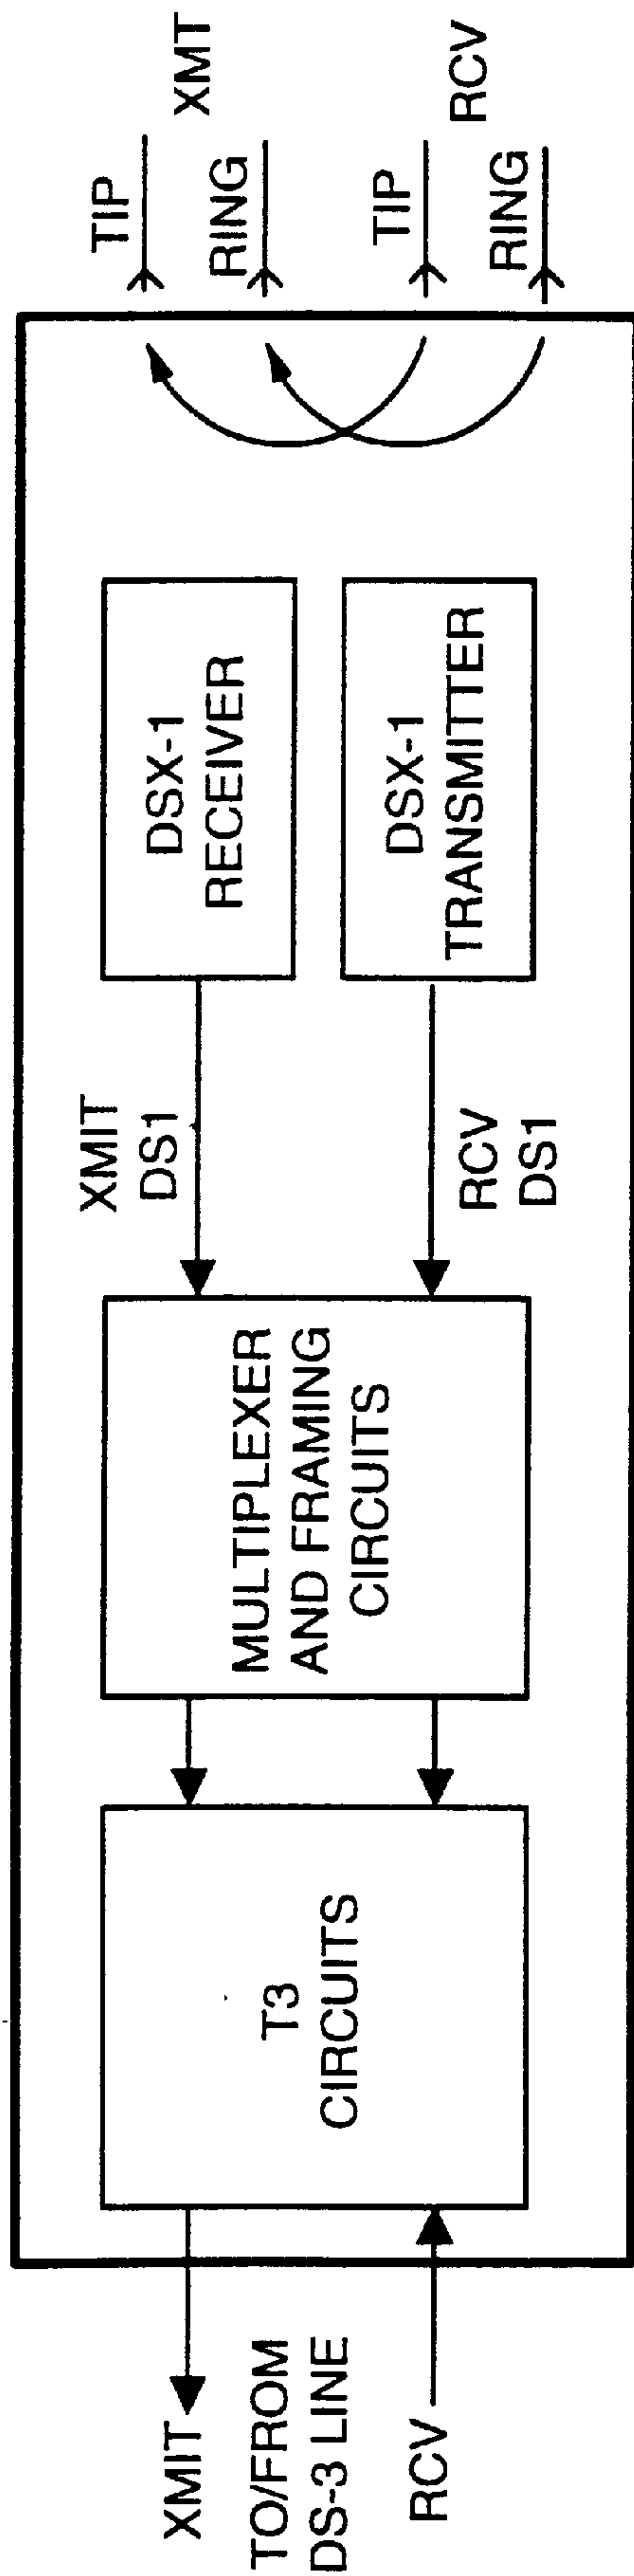 XMIT
TO/FROM
DS-3 LINE
RCV
T3
CIRCUITS
MULTIPLEXER
AND FRAMING
CIRCUITS
XMIT
DS1
RCV
DS1
DSX-1
RECEIVER
DSX-1
TRANSMITTER
TIP
XMT
RING
TIP
RCV
RING